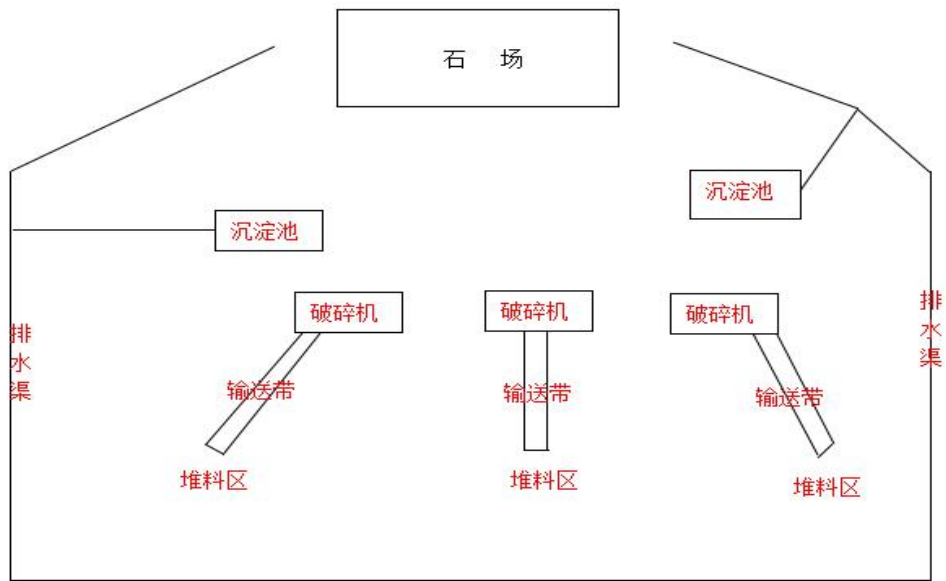 石 场
沉淀池
沉淀池
破碎机
破碎机
破碎机
排水渠
排水渠
输送带
输送带
输送带
堆料区
堆料区
堆料区